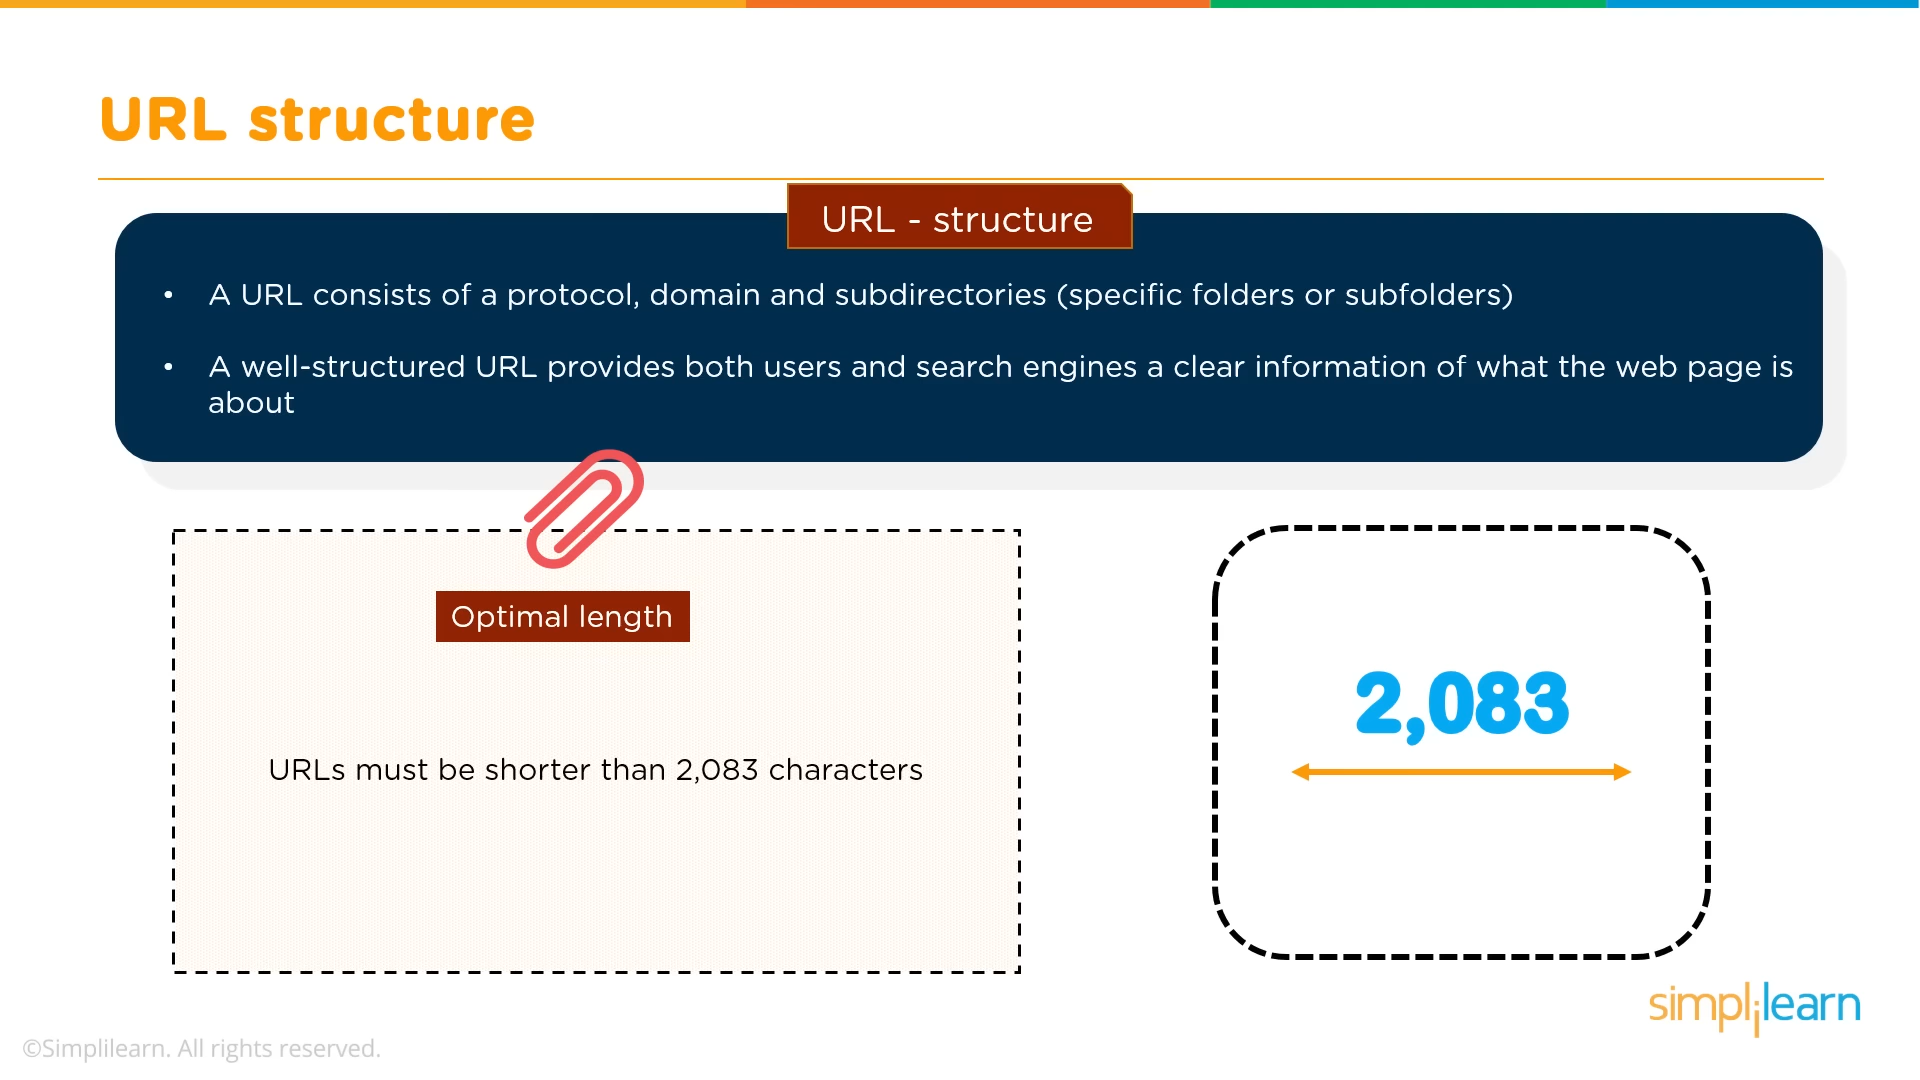 URL structure
URL - structure
• A URL consists of a protocol, domain and subdirectories (specific folders or subfolders)
• A well-structured URL provides both users and search engines a clear information of what the web page is
about
Optimal length
URLs must be shorter than 2,083 characters
2,083
simplilearn
©Simplilearn. All rights reserved.